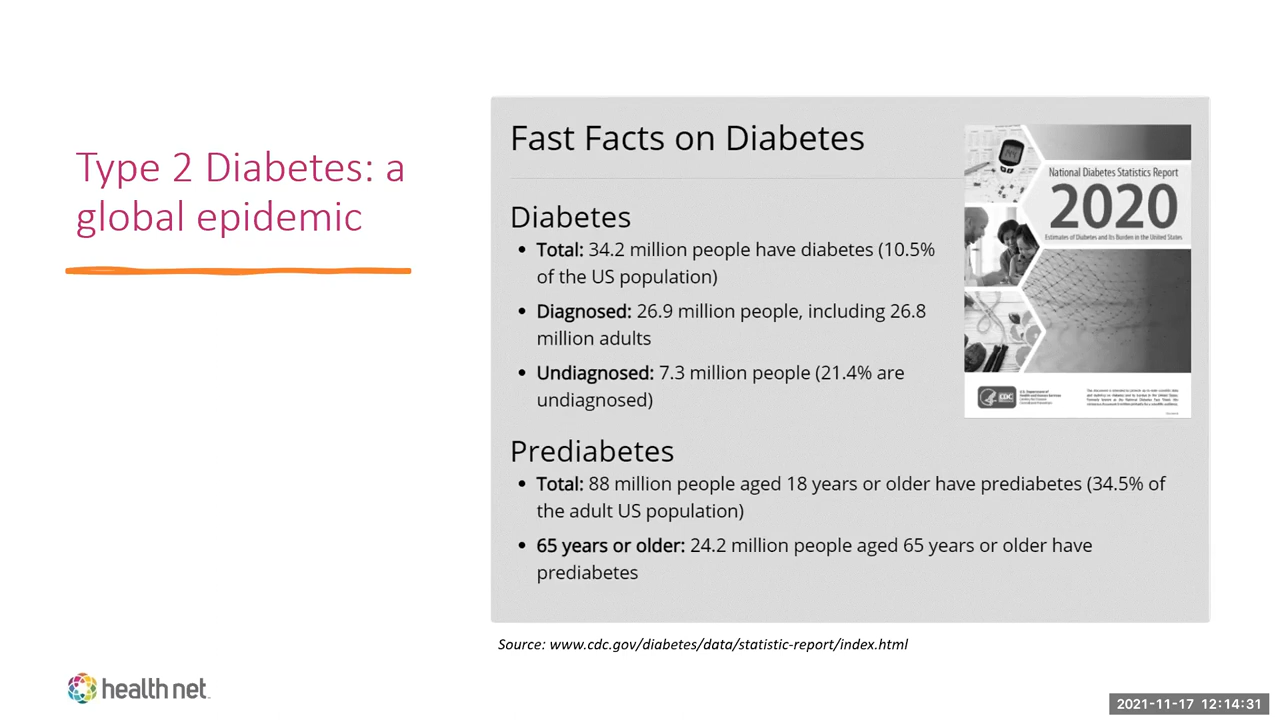 Type 2 Diabetes: a
global epidemic
Fast Facts on Diabetes
Diabetes
• Total: 34.2 million people have diabetes (10.5%
of the US population)
• Diagnosed: 26.9 million people, including 26.8
million adults
• Undiagnosed: 7.3 million people (21.4% are
undiagnosed)
National Diabetes Statistics Report
2020
Estimates of Diabetes and Its Burden in the United States
CDC
Prediabetes
• Total: 88 million people aged 18 years or older have prediabetes (34.5% of
the adult US population)
• 65 years or older: 24.2 million people aged 65 years or older have
prediabetes
Source: www.cdc.gov/diabetes/data/statistic-report/index.html
health net
2021-11-17 12:14:31